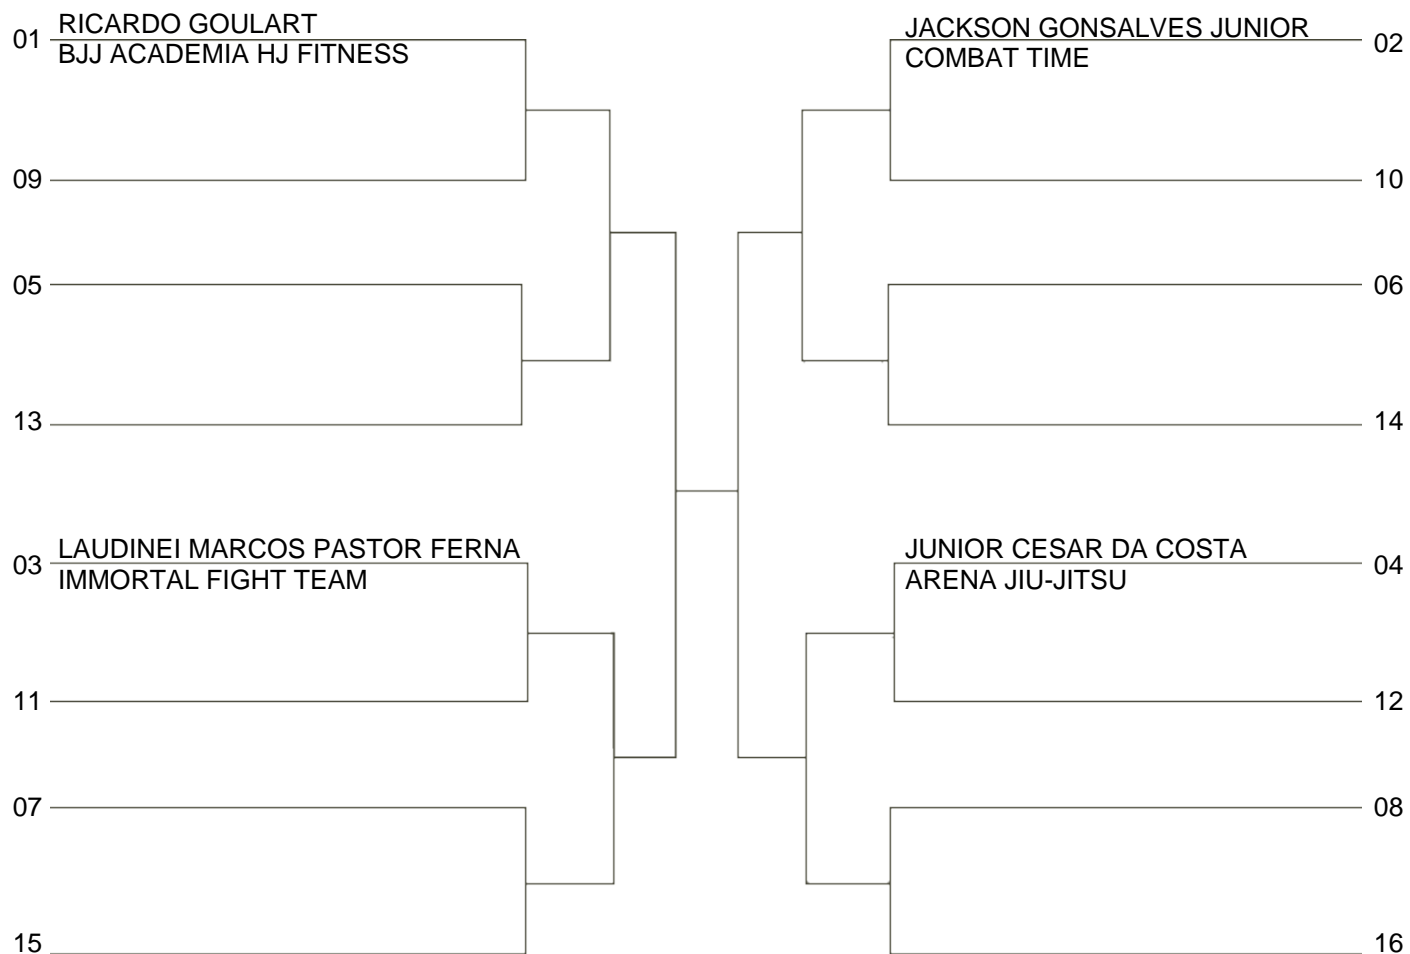 01
RICARDO GOULART
BJJ ACADEMIA HJ FITNESS
09
05
13
03
LAUDINEI MARCOS PASTOR FERNA
IMMORTAL FIGHT TEAM
11
07
15
JACKSON GONSALVES JUNIOR
COMBAT TIME
02
10
06
14
JUNIOR CESAR DA COSTA
ARENA JIU-JITSU
04
12
08
16